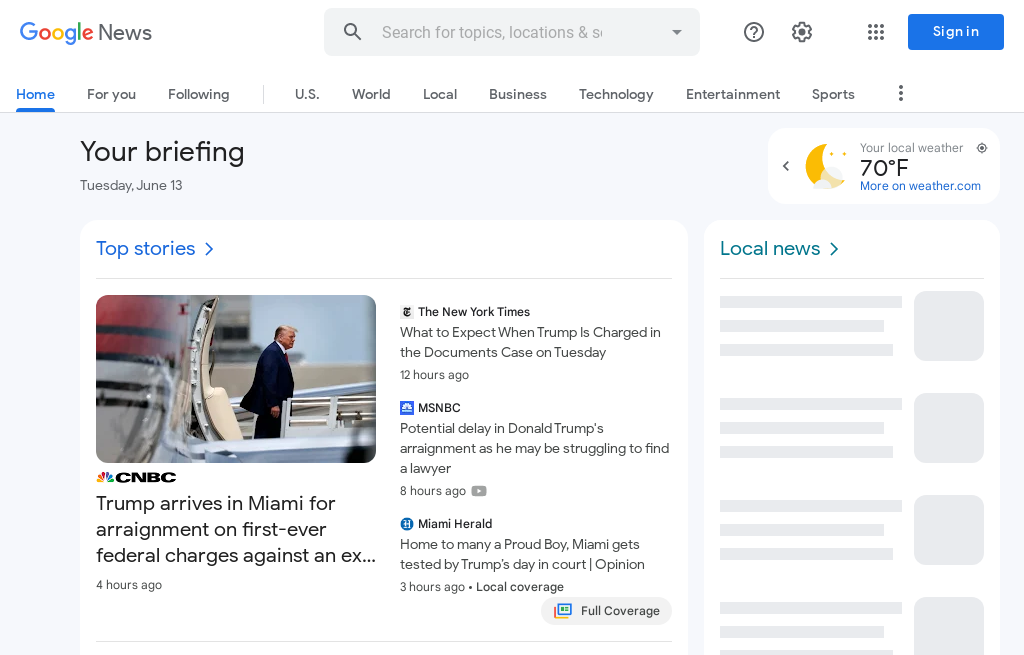 Google News
Search for topics, locations & so
Sign in
Home
For you
Following
U.S.
World
Local
Business
Technology
Entertainment
Sports
Your briefing
Tuesday, June 13
Your local weather
70°F
More on weather.com
Top stories
Local news
CNBC
Trump arrives in Miami for
arraignment on first-ever
federal charges against an ex...
4 hours ago
The New York Times
What to Expect When Trump Is Charged in
the Documents Case on Tuesday
12 hours ago
MSNBC
Potential delay in Donald Trump's
arraignment as he may be struggling to find
a lawyer
8 hours ago
Miami Herald
Home to many a Proud Boy, Miami gets
tested by Trump's day in court | Opinion
3 hours ago • Local coverage
Full Coverage